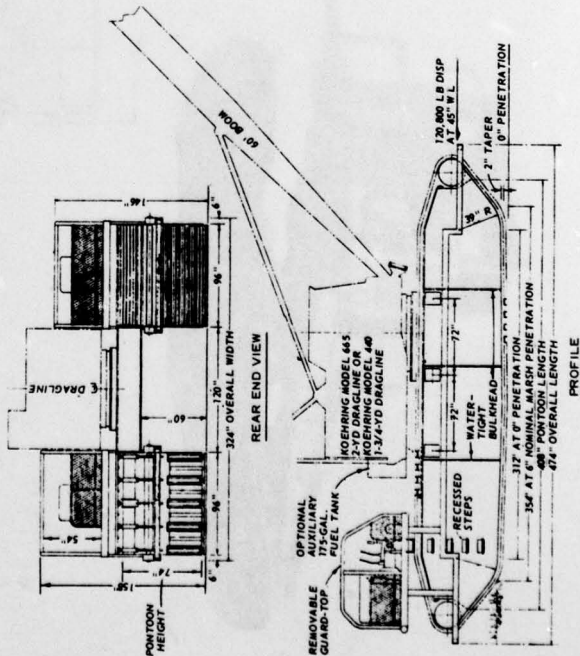 146"
6"
96"
120"
324" OVERALL WIDTH
60"
96"
6"
℄ DRAGLINE
54"
74"
158"
PONTOON
HEIGHT
REAR END VIEW
60' BOOM
KOEHRING MODEL 665
2-YD DRAGLINE OR
KOEHRING MODEL 440
1-3/4-YD DRAGLINE
OPTIONAL
AUXILIARY
175-GAL.
FUEL TANK
REMOVABLE
GUARD-TOP
120,800 LB DISP
AT 45" W L
2" TAPER
0" PENETRATION
39" R
72"
72"
WATER-
TIGHT
BULKHEAD
RECESSED
STEPS
312" AT 0" PENETRATION
354" AT 6" NOMINAL MARSH PENETRATION
408" PONTOON LENGTH
474" OVERALL LENGTH
PROFILE